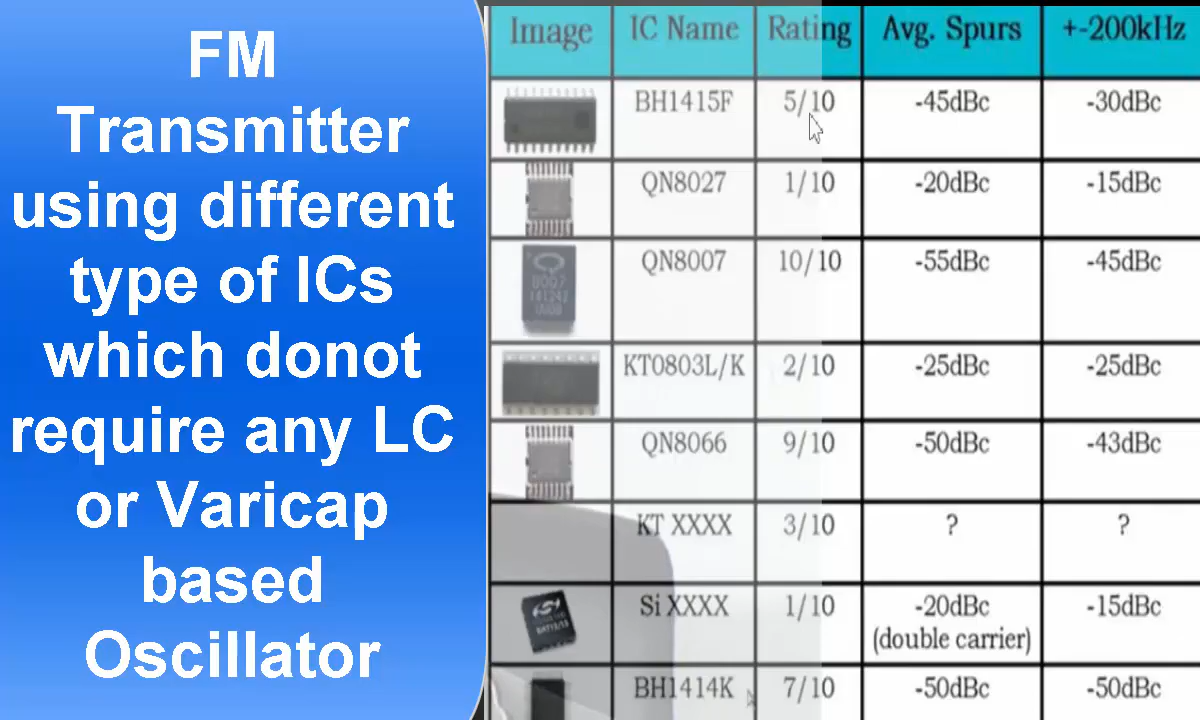 FM
Transmitter
using different
type of ICs
which donot
require any LC
or Varicap
based
Oscillator
Image IC Name Rating Avg. Spurs +-200kHz
BH1415F 5/10 -45dBc -30dBc
QN8027 1/10 -20dBc -15dBc
QN8007 10/10 -55dBc -45dBc
KT0803L/K 2/10 -25dBc -25dBc
QN8066 9/10 -50dBc -43dBc
KT XXXX 3/10 ? ?
Si XXXX 1/10 -20dBc -15dBc
(double carrier)
BH1414K 7/10 -50dBc -50dBc